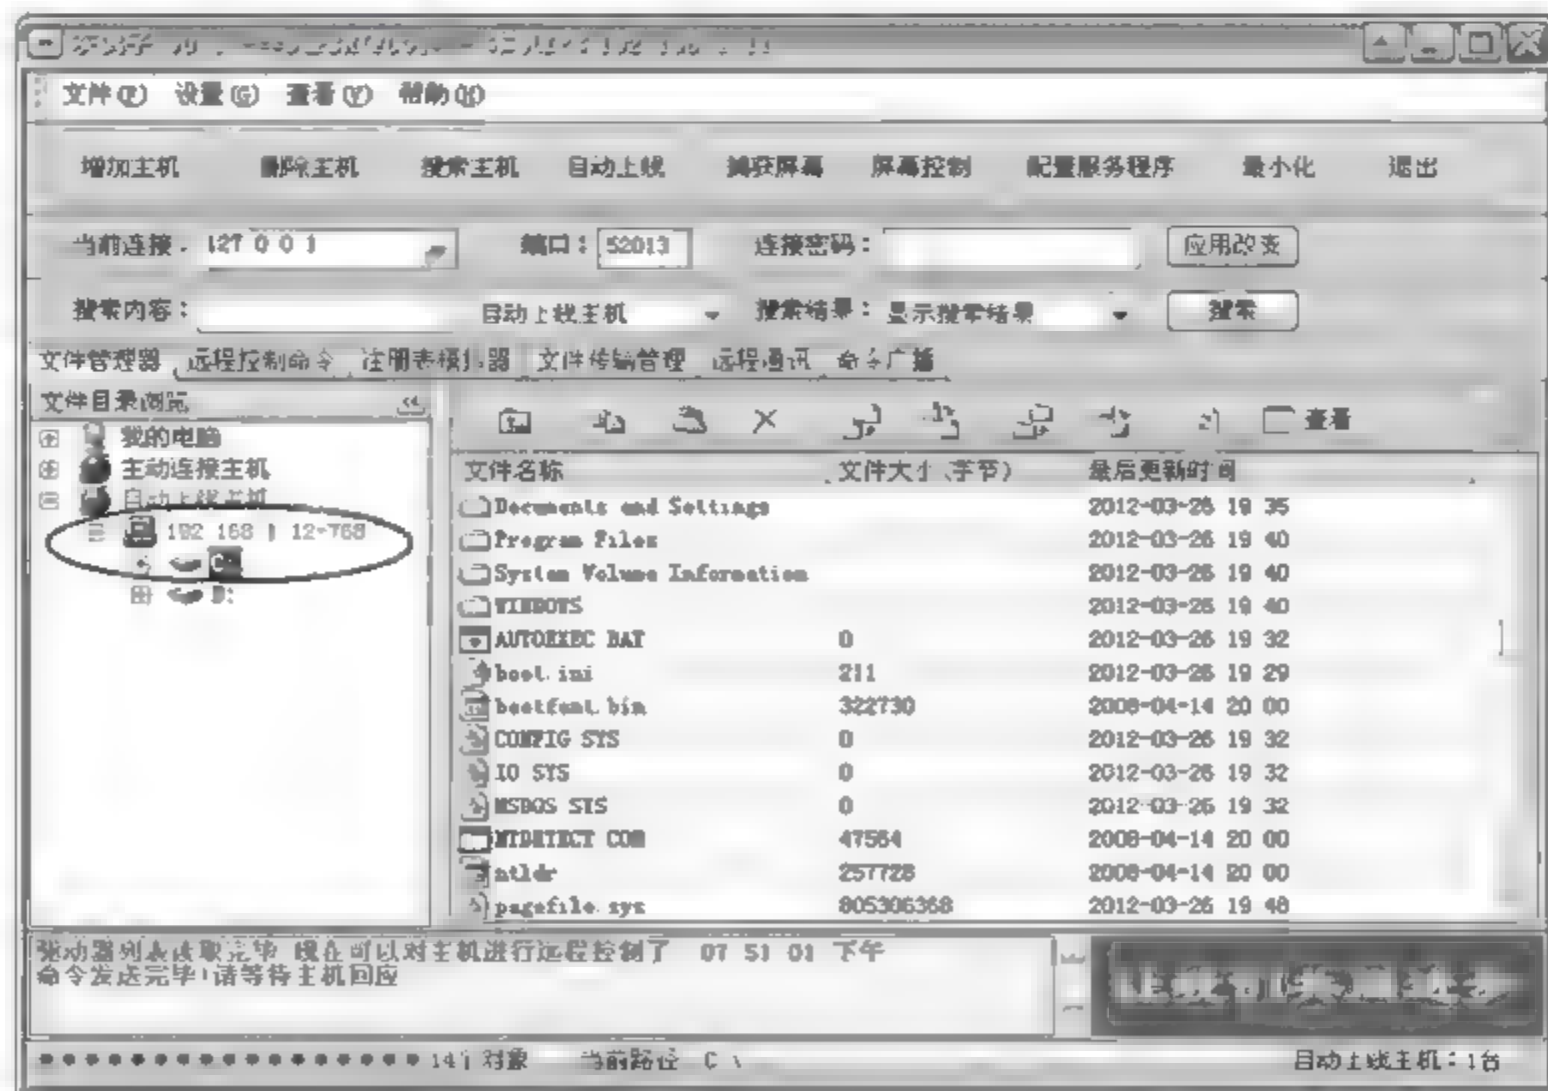 文件(F) 设置(G) 查看(V) 帮助(H)
增加主机 删除主机 搜索主机 自动上线 捕获屏幕 屏幕控制 配置服务程序 最小化 退出
当前连接: 127 0 0 1 端口: 52013 连接密码: 应用改变
搜索内容: 自动上线主机 搜索结果: 显示搜索结果 搜索
文件管理器 远程控制命令 注册表模拟器 文件传输管理 远程通讯 命令广播
文件目录浏览
查看
我的电脑
主动连接主机
自动上线主机
192 168 1 12-768
C:
D:
文件名称 文件大小(字节) 最后更新时间
Documents and Settings 2012-03-26 19 35
Program Files 2012-03-26 19 40
System Volume Information 2012-03-26 19 40
WINDOWS 2012-03-26 19 40
AUTOEXEC BAT 0 2012-03-26 19 32
boot.ini 211 2012-03-26 19 29
bootfont.bin 322730 2008-04-14 20 00
CONFIG SYS 0 2012-03-26 19 32
IO SYS 0 2012-03-26 19 32
MSDOS SYS 0 2012-03-26 19 32
NTDETECT COM 47564 2008-04-14 20 00
ntldr 257728 2008-04-14 20 00
pagefile.sys 805306368 2012-03-26 19 48
驱动器列表读取完毕 现在可以对主机进行远程控制了 07 51 01 下午
命令发送完毕!请等待主机回应
14 对象 当前路径 C \
自动上线主机:1台